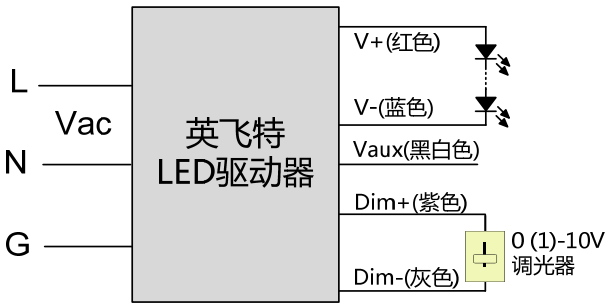 L
Vac
N
G
英飞特
LED驱动器
V+(红色)
V-(蓝色)
Vaux(黑白色)
Dim+(紫色)
Dim-(灰色)
0 (1)-10V
调光器